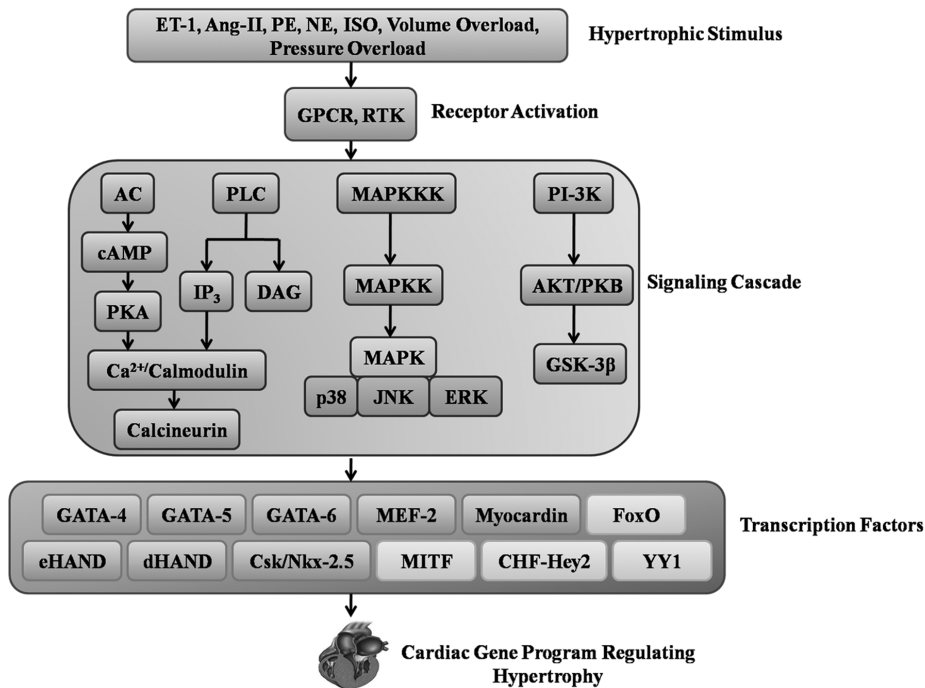 ET-1, Ang-II, PE, NE, ISO, Volume Overload,
Pressure Overload
Hypertrophic Stimulus
GPCR, RTK
Receptor Activation
AC
PLC
MAPKKK
PI-3K
cAMP
IP3
DAG
MAPKK
AKT/PKB
Signaling Cascade
PKA
MAPK
Ca2+/Calmodulin
GSK-3β
p38
JNK
ERK
Calcineurin
GATA-4
GATA-5
GATA-6
MEF-2
Myocardin
FoxO
Transcription Factors
eHAND
dHAND
Csk/Nkx-2.5
MITF
CHF-Hey2
YY1
Cardiac Gene Program Regulating
Hypertrophy